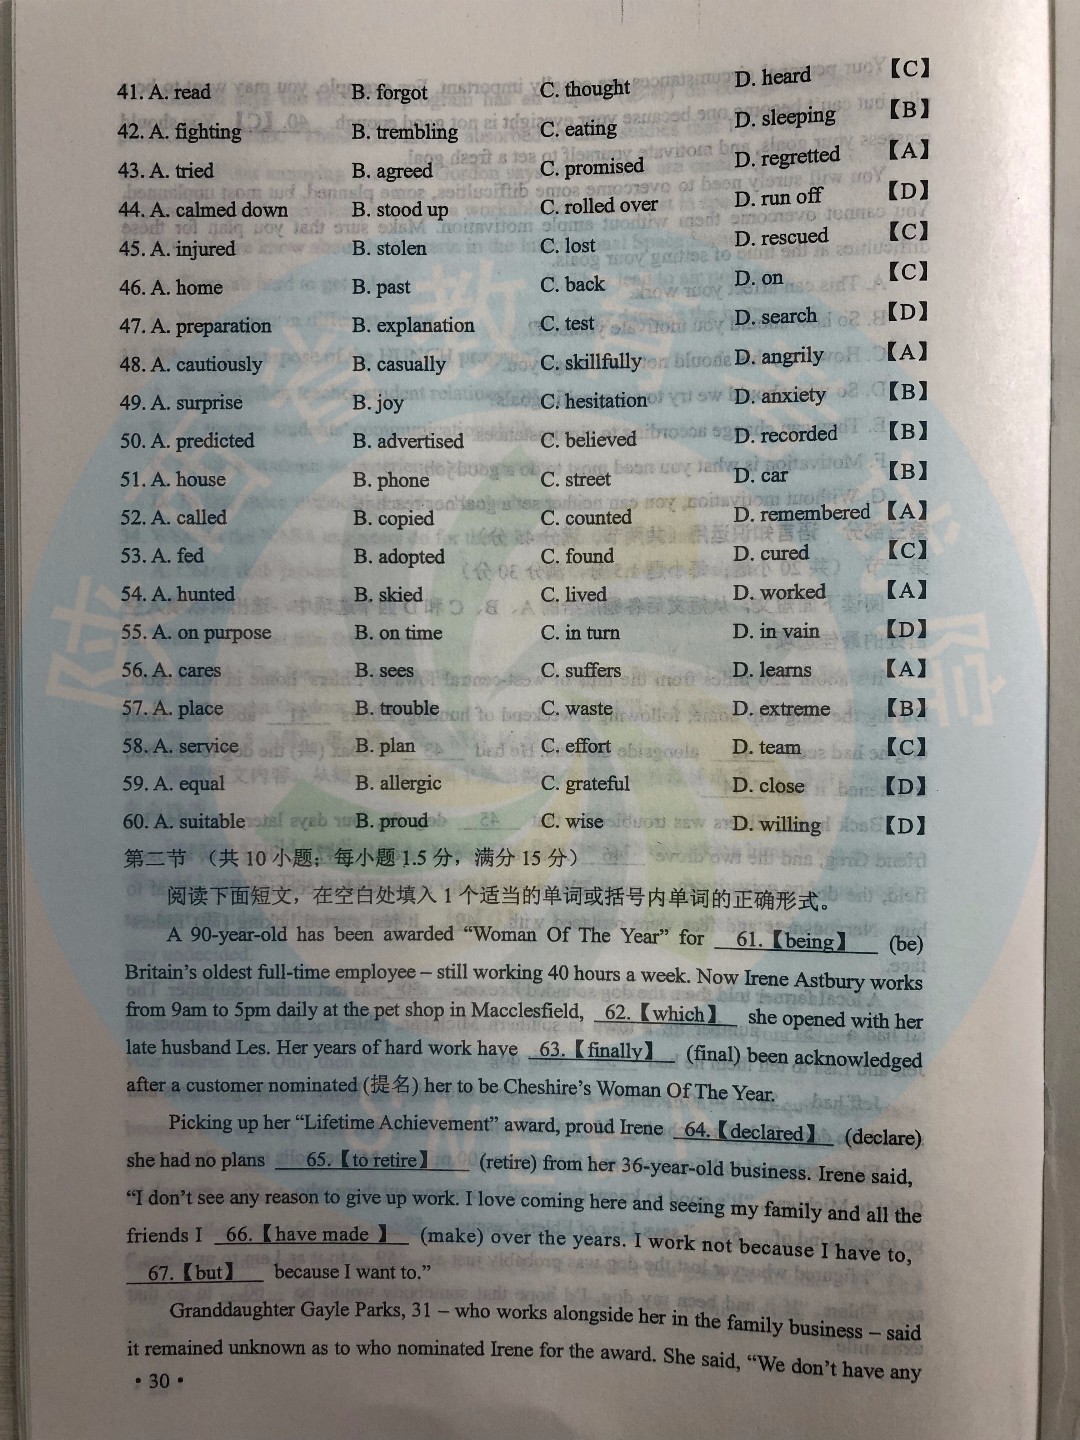 41. A. read B. forgot C. thought D. heard 【C】
42. A. fighting B. trembling C. eating D. sleeping 【B】
43. A. tried B. agreed C. promised D. regretted 【A】
44. A. calmed down B. stood up C. rolled over D. run off 【D】
45. A. injured B. stolen C. lost D. rescued 【C】
46. A. home B. past C. back D. on 【C】
47. A. preparation B. explanation C. test D. search 【D】
48. A. cautiously B. casually C. skillfully D. angrily 【A】
49. A. surprise B. joy C. hesitation D. anxiety 【B】
50. A. predicted B. advertised C. believed D. recorded 【B】
51. A. house B. phone C. street D. car 【B】
52. A. called B. copied C. counted D. remembered 【A】
53. A. fed B. adopted C. found D. cured 【C】
54. A. hunted B. skied C. lived D. worked 【A】
55. A. on purpose B. on time C. in turn D. in vain 【D】
56. A. cares B. sees C. suffers D. learns 【A】
57. A. place B. trouble C. waste D. extreme 【B】
58. A. service B. plan C. effort D. team 【C】
59. A. equal B. allergic C. grateful D. close 【D】
60. A. suitable B. proud C. wise D. willing 【D】
第二节 （共 10 小题；每小题 1.5 分，满分 15 分）
阅读下面短文，在空白处填入 1 个适当的单词或括号内单词的正确形式。
A 90-year-old has been awarded “Woman Of The Year” for 61.【being】 (be)
Britain’s oldest full-time employee – still working 40 hours a week. Now Irene Astbury works
from 9am to 5pm daily at the pet shop in Macclesfield, 62.【which】 she opened with her
late husband Les. Her years of hard work have 63.【finally】 (final) been acknowledged
after a customer nominated (提名) her to be Cheshire’s Woman Of The Year.
Picking up her “Lifetime Achievement” award, proud Irene 64.【declared】 (declare)
she had no plans 65.【to retire】 (retire) from her 36-year-old business. Irene said,
“I don’t see any reason to give up work. I love coming here and seeing my family and all the
friends I 66.【have made 】 (make) over the years. I work not because I have to,
67.【but】 because I want to.”
Granddaughter Gayle Parks, 31 – who works alongside her in the family business – said
it remained unknown as to who nominated Irene for the award. She said, “We don’t have any
• 30 •